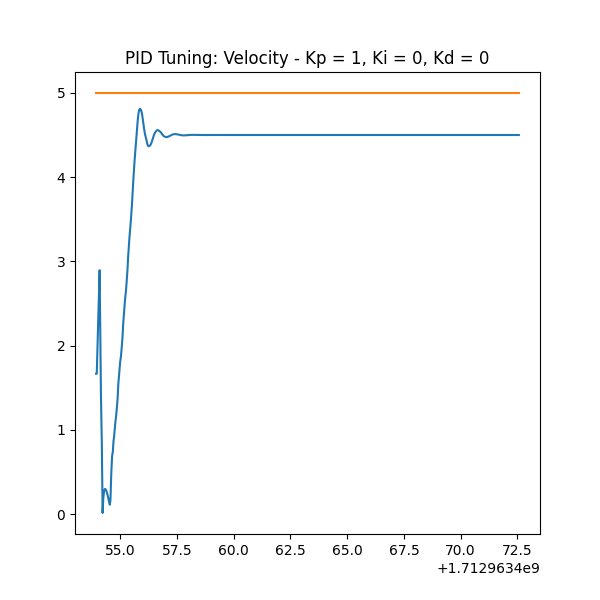 PID Tuning: Velocity - Kp = 1, Ki = 0, Kd = 0
5
4
3
2
1
0
55.0 57.5 60.0 62.5 65.0 67.5 70.0 72.5
+1.7129634e9